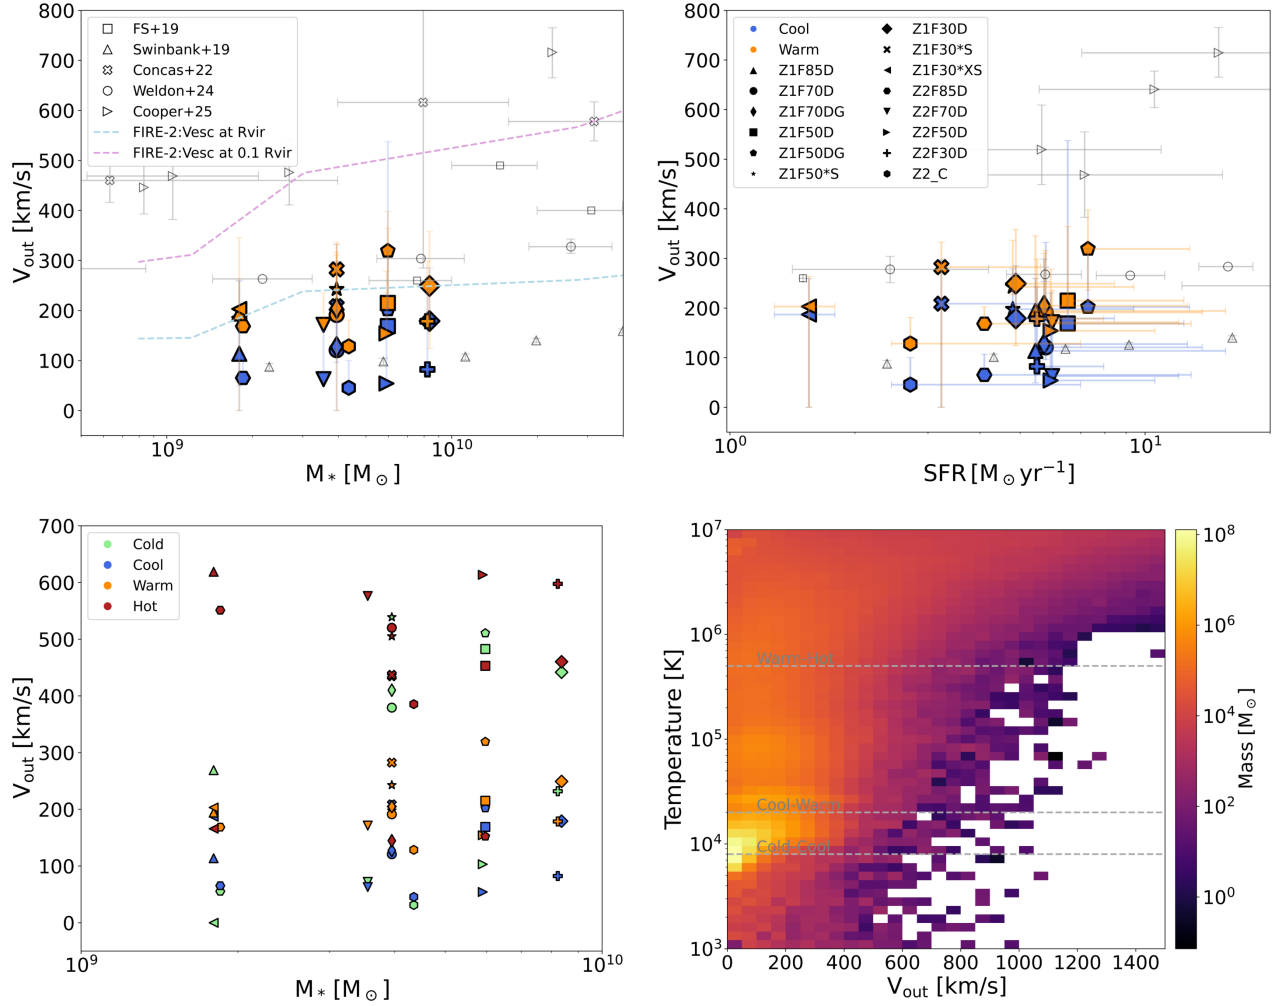 800
700
600
500
400
300
200
100
0
V_out [km/s]
FS+19
Swinbank+19
Concas+22
Weldon+24
Cooper+25
FIRE-2:Vesc at Rvir
FIRE-2:Vesc at 0.1 Rvir
10^9
10^10
M_* [M_⊙]
800
700
600
500
400
300
200
100
0
V_out [km/s]
Cool
Warm
Z1F85D
Z1F70D
Z1F70DG
Z1F50D
Z1F50DG
Z1F50*S
Z1F30D
Z1F30*S
Z1F30*XS
Z2F85D
Z2F70D
Z2F50D
Z2F30D
Z2_C
10^0
10^1
SFR [M_⊙ yr^−1]
700
600
500
400
300
200
100
0
V_out [km/s]
Cold
Cool
Warm
Hot
10^9
10^10
M_* [M_⊙]
10^7
10^6
10^5
10^4
10^3
Temperature [K]
Warm-Hot
Cool-Warm
Cold-Cool
0 200 400 600 800 1000 1200 1400
V_out [km/s]
10^8
10^6
10^4
10^2
10^0
Mass [M_⊙]